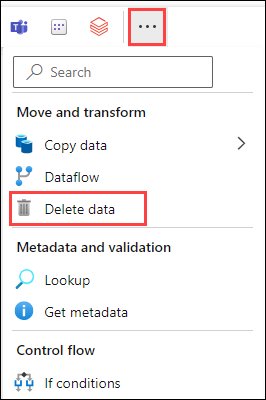 Search
Move and transform
Copy data
Dataflow
Delete data
Metadata and validation
Lookup
Get metadata
Control flow
If conditions